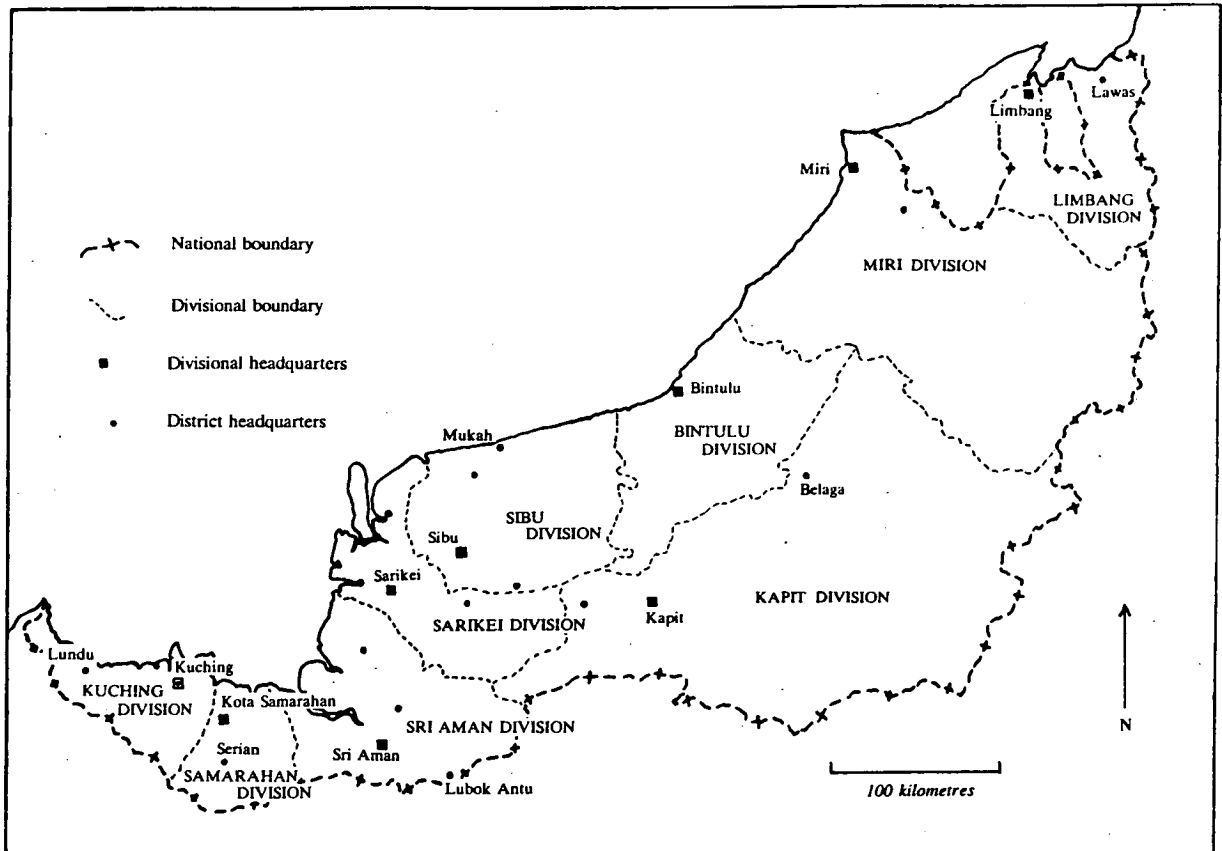 Lawas
Limbang
Miri
LIMBANG
DIVISION
National boundary
MIRI DIVISION
Divisional boundary
Divisional headquarters
Bintulu
District headquarters
Mukah
BINTULU
DIVISION
Belaga
SIBU
DIVISION
Sibu
Sarikei
KAPIT DIVISION
SARIKEI DIVISION
Kapit
Lundu
Kuching
KUCHING
DIVISION
Kota Samarahan
SRI AMAN DIVISION
N
Serian
Sri Aman
SAMARAHAN
DIVISION
Lubok Antu
100 kilometres